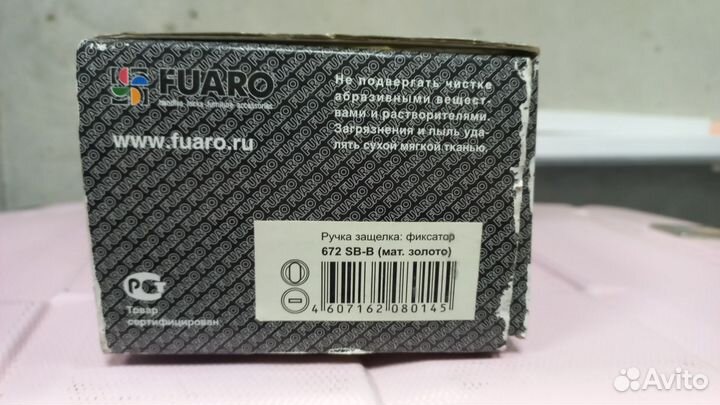 FUARO
handles·locks·furniture accessories
www.fuaro.ru
Не подвергать чистке
абразивными вещест-
вами и растворителями.
Загрязнения и пыль уда-
лять сухой мягкой тканью.
Ручка защелка: фиксатор
672 SB-B (мат. золото)
4 607162 080145
РСТ
Товар
сертифицирован
Avito